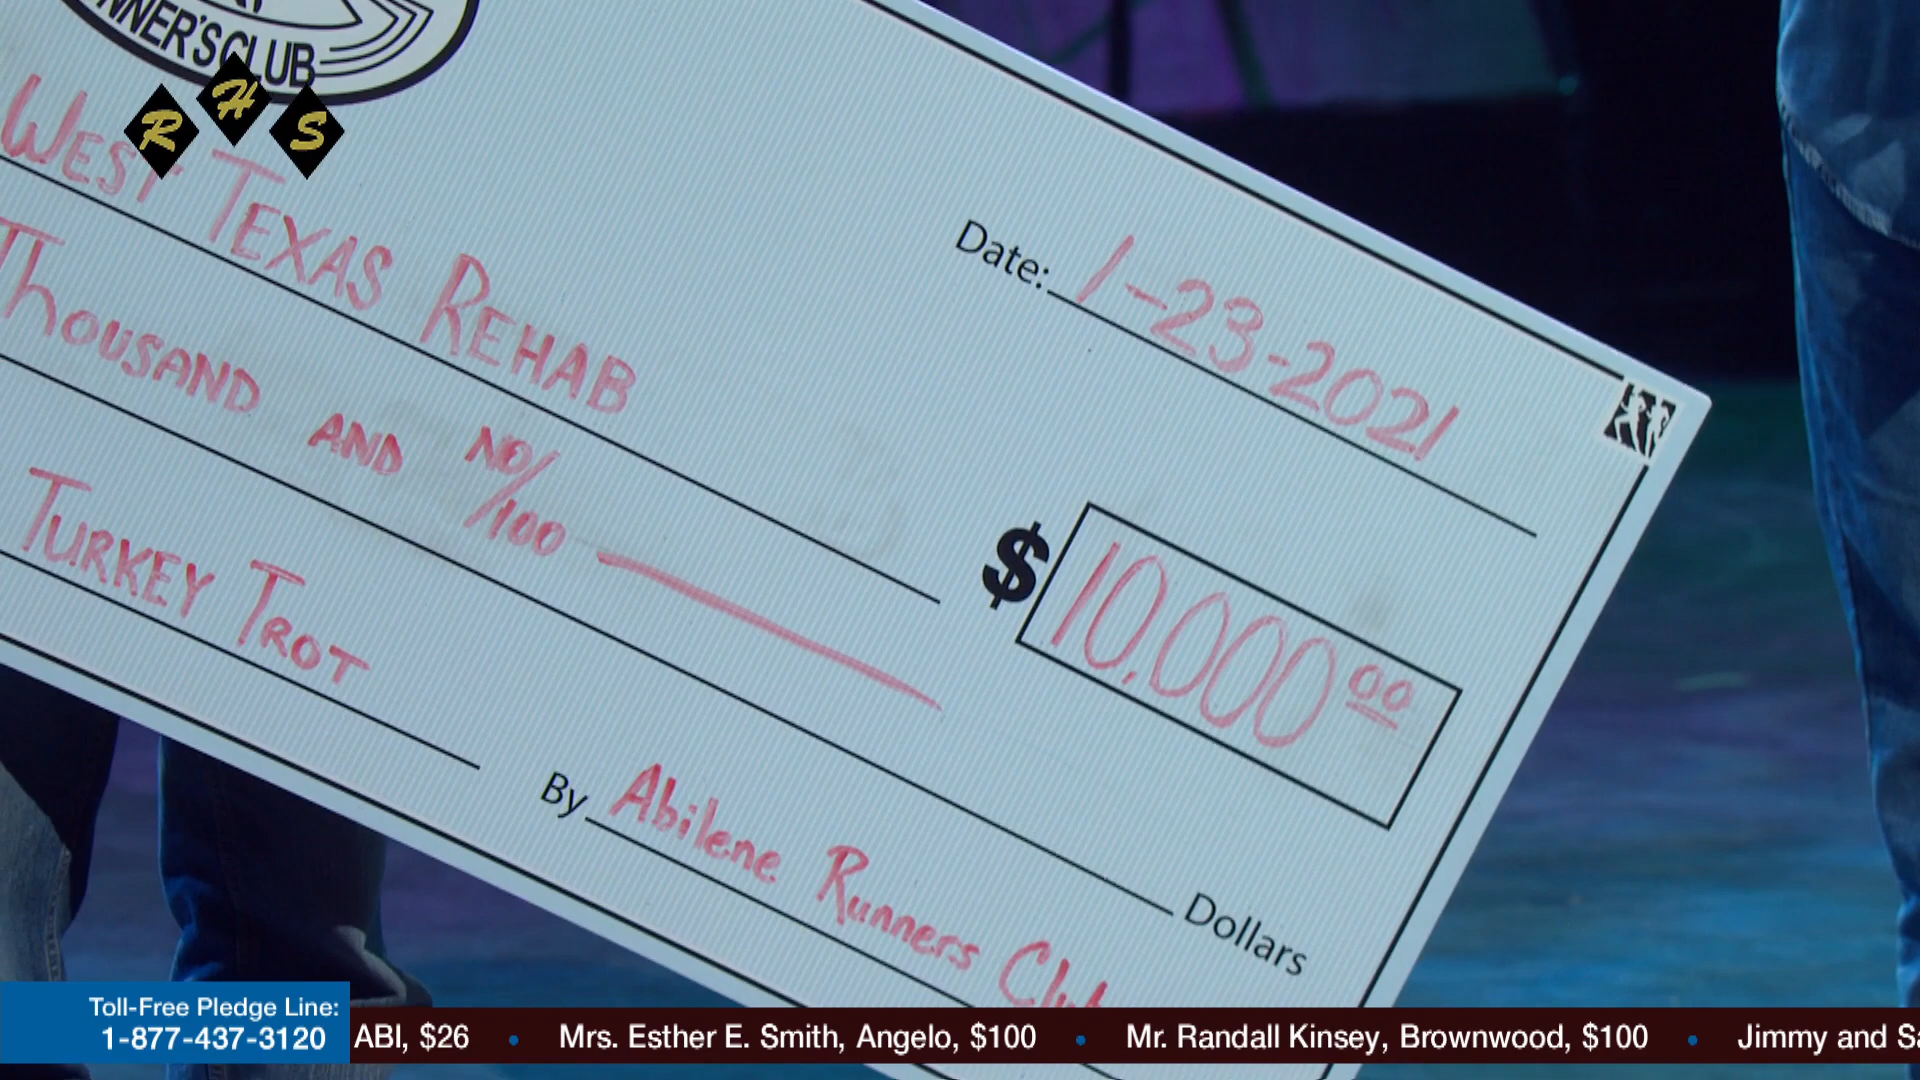 RUNNER'S CLUB
R H S
WEST TEXAS REHAB
Date: 1-23-2021
THOUSAND AND NO/100
$ 10,000 00
Dollars
TURKEY TROT
By Abilene Runners Club
Toll-Free Pledge Line:
1-877-437-3120
ABI, $26 • Mrs. Esther E. Smith, Angelo, $100 • Mr. Randall Kinsey, Brownwood, $100 • Jimmy and